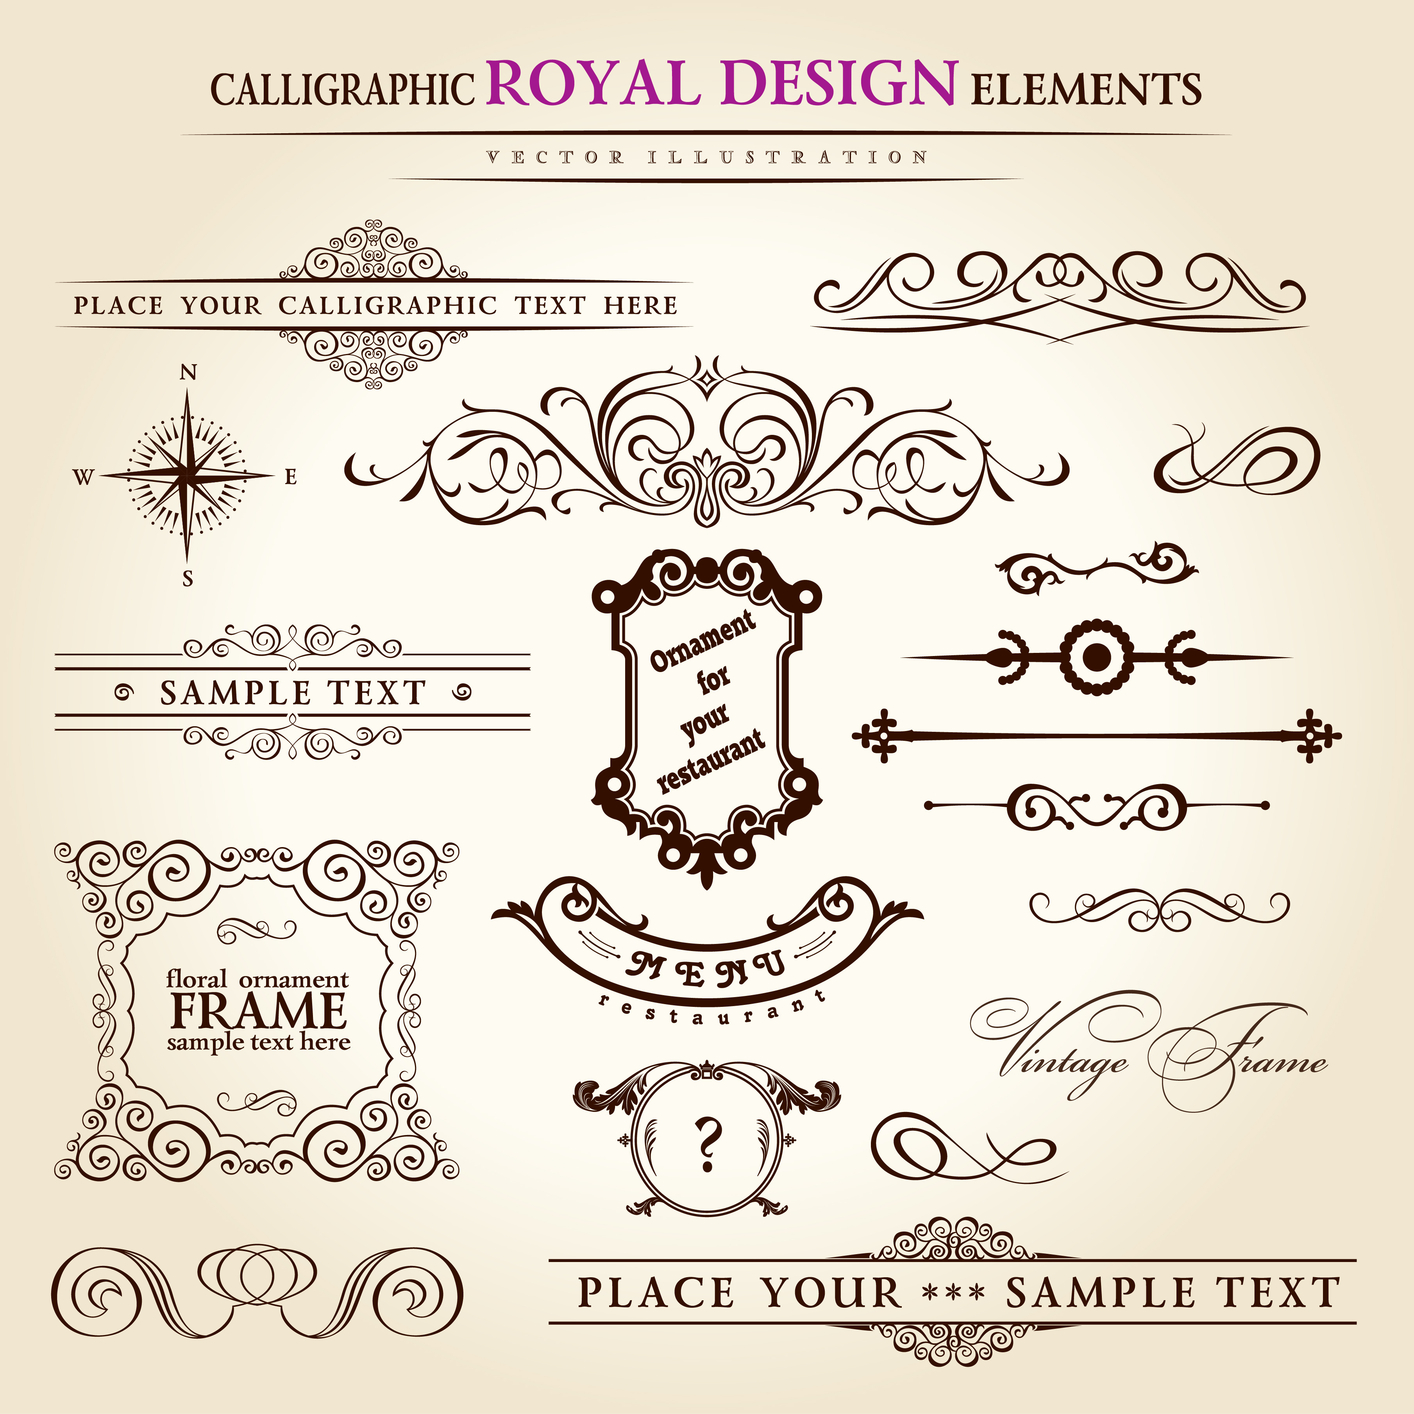 CALLIGRAPHIC ROYAL DESIGN ELEMENTS
VECTOR ILLUSTRATION
PLACE YOUR CALLIGRAPHIC TEXT HERE
N
W E
S
SAMPLE TEXT
Ornament
for
your
restaurant
floral ornament
FRAME
sample text here
MENU
restaurant
Vintage Frame
?
PLACE YOUR *** SAMPLE TEXT